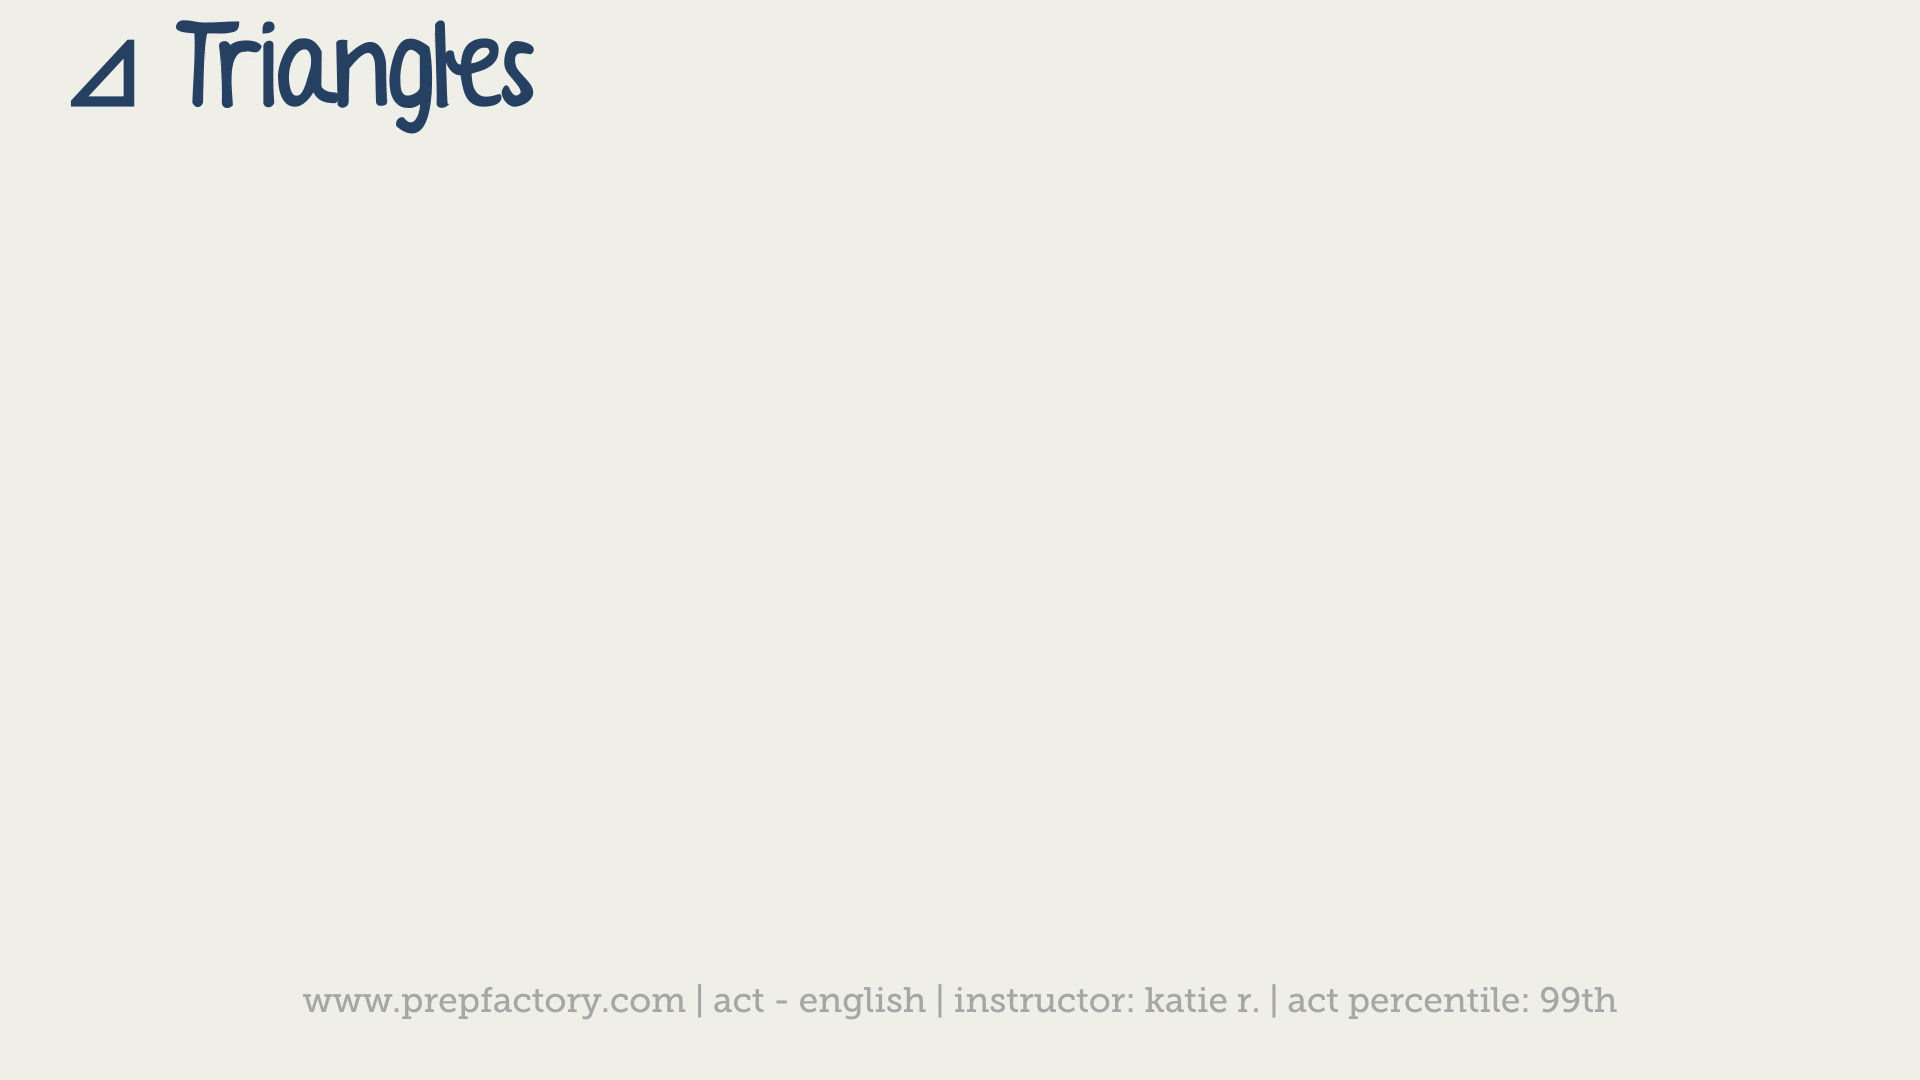 Triangles
www.prepfactory.com | act - english | instructor: katie r. | act percentile: 99th